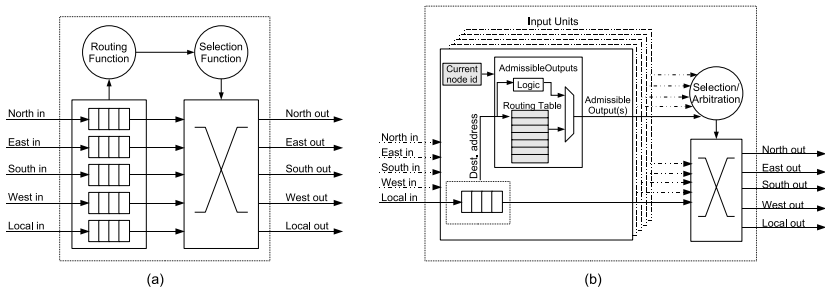 Routing
Function
Selection
Function
North in
East in
South in
West in
Local in
North out
East out
South out
West out
Local out
(a)
Input Units
Current
node id
AdmissibleOutputs
Logic
Routing Table
Dest. address
Admissible
Output(s)
Selection/
Arbitration
North in
East in
South in
West in
Local in
North out
East out
South out
West out
Local out
(b)